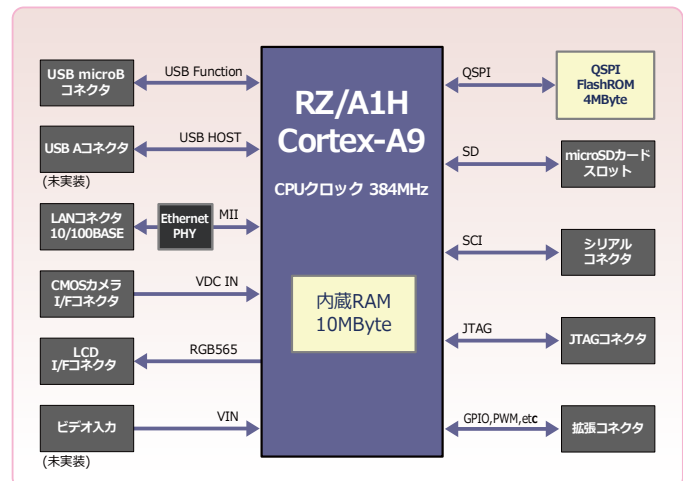 USB microB
コネクタ
USB Function
USB Aコネクタ
USB HOST
(未実装)
LANコネクタ
10/100BASE
Ethernet
PHY
MII
CMOSカメラ
I/Fコネクタ
VDC IN
LCD
I/Fコネクタ
RGB565
ビデオ入力
VIN
(未実装)
RZ/A1H
Cortex-A9
CPUクロック 384MHz
内蔵RAM
10MByte
QSPI
QSPI
FlashROM
4MByte
SD
microSDカード
スロット
SCI
シリアル
コネクタ
JTAG
JTAGコネクタ
GPIO,PWM,etc
拡張コネクタ